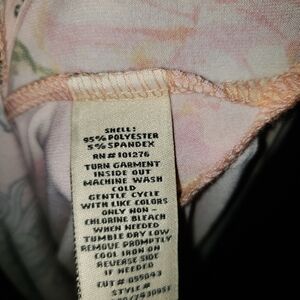 SHELL:
95% POLYESTER
5% SPANDEX
RN# 101276
TURN GARMENT
INSIDE OUT
MACHINE WASH
COLD
GENTLE CYCLE
WITH LIKE COLORS
ONLY NON-
CHLORINE BLEACH
WHEN NEEDED
TUMBLE DRY LOW
REMOVE PROMPTLY
COOL IRON ON
REVERSE SIDE
IF NEEDED
CUT# 055043
STYLE#